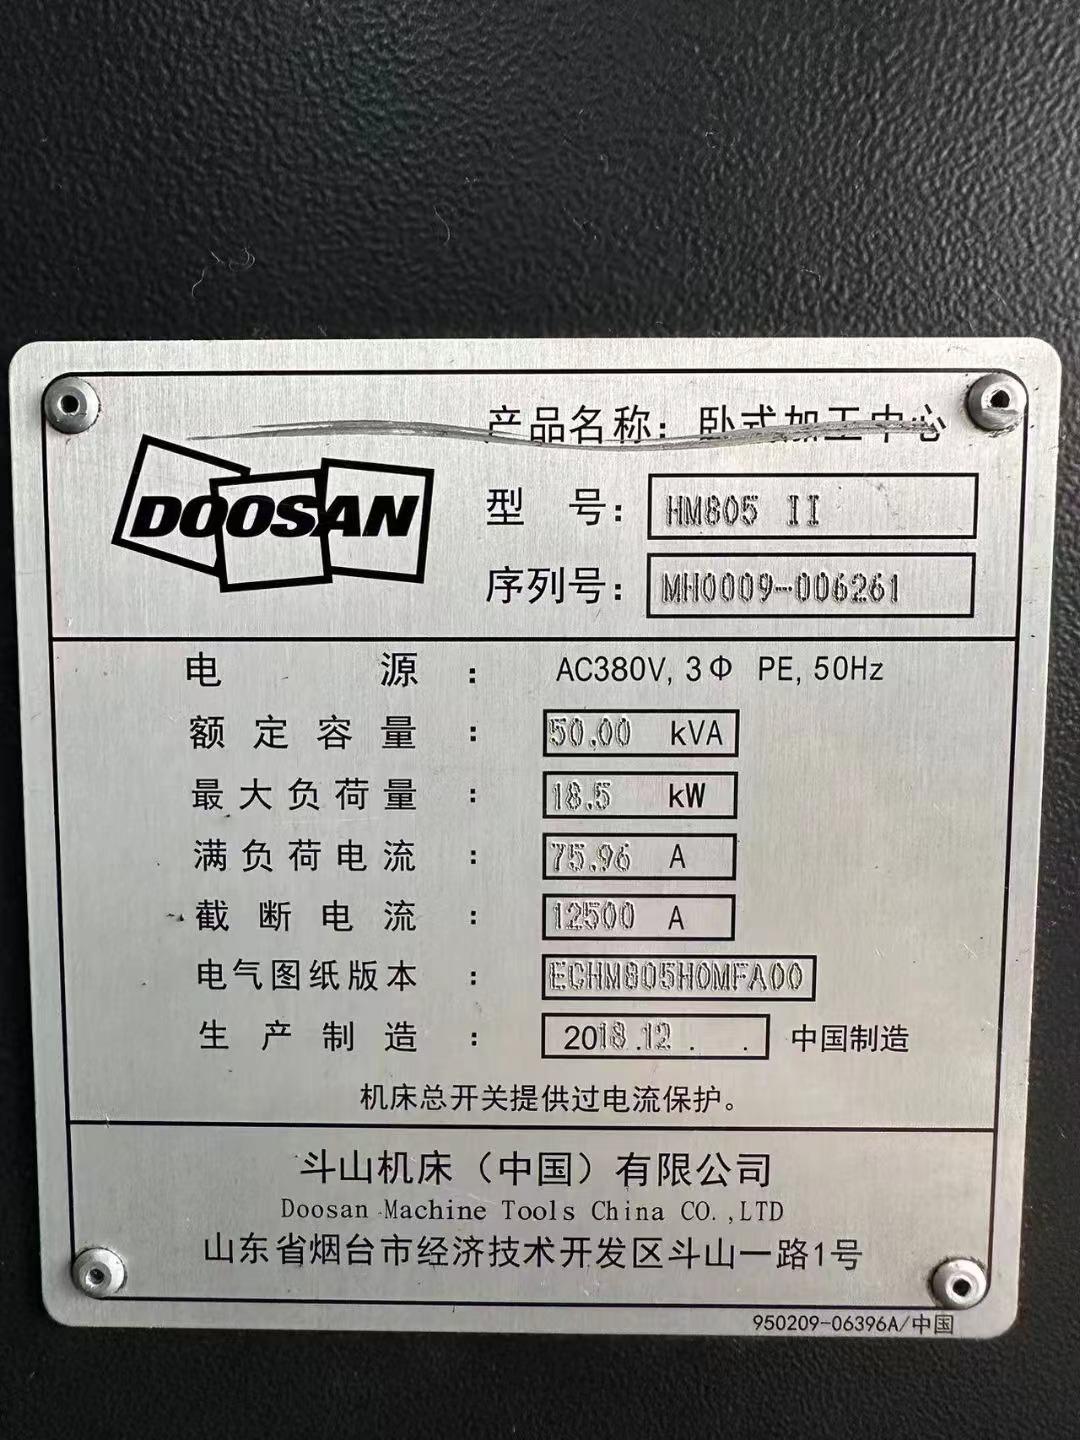 产品名称：卧式加工中心
DOOSAN
型 号： HM805 II
序列号： MH0009-006261
电 源 ： AC380V, 3Φ PE, 50Hz
额定容量 ： 50.00 kVA
最大负荷量 ： 18.5 kW
满负荷电流 ： 75.96 A
截断电流 ： 12500 A
电气图纸版本 ： ECHM805H0MFA00
生产制造 ： 2018.12. . 中国制造
机床总开关提供过电流保护。
斗山机床（中国）有限公司
Doosan Machine Tools China CO.,LTD
山东省烟台市经济技术开发区斗山一路1号
950209-06396A/中国